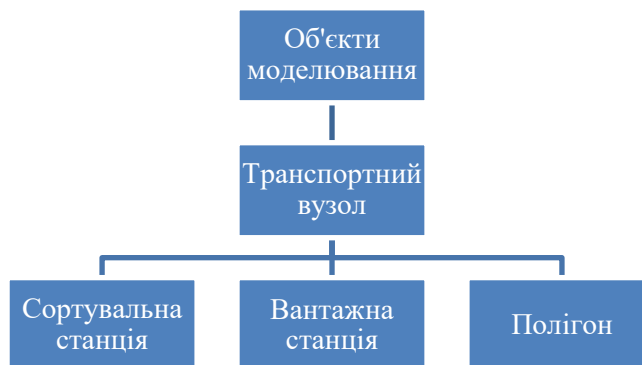 Об'єкти
моделювання
Транспортний
вузол
Сортувальна
станція
Вантажна
станція
Полігон